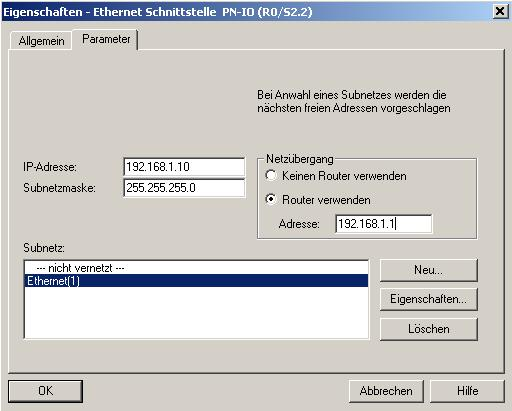 Eigenschaften - Ethernet Schnittstelle PN-IO (R0/S2.2)
Allgemein
Parameter
Bei Anwahl eines Subnetzes werden die
nächsten freien Adressen vorgeschlagen
IP-Adresse: 192.168.1.10
Subnetzmaske: 255.255.255.0
Netzübergang
Keinen Router verwenden
Router verwenden
Adresse: 192.168.1.1
Subnetz:
--- nicht vernetzt ---
Ethernet(1)
Neu...
Eigenschaften...
Löschen
OK
Abbrechen
Hilfe